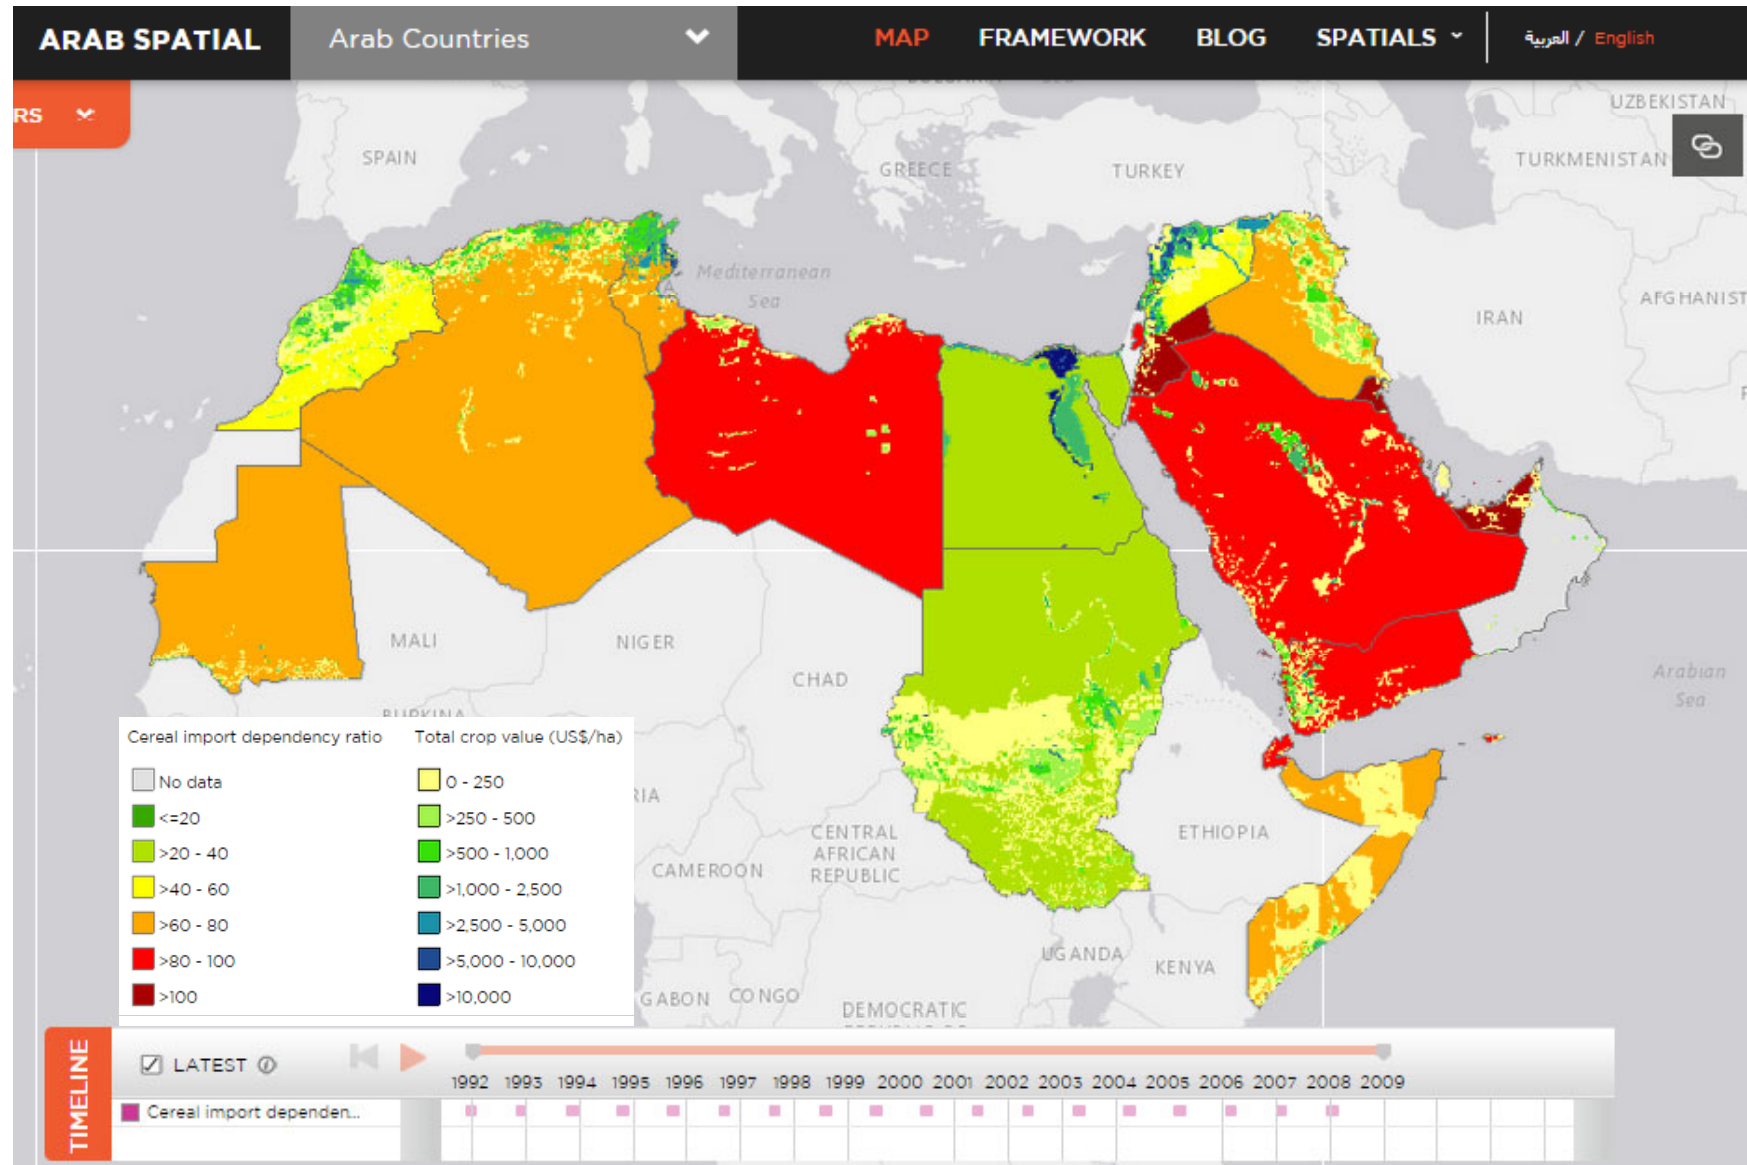 ARAB SPATIAL
Arab Countries
MAP
FRAMEWORK
BLOG
SPATIALS
العربية / English
RS
UZBEKISTAN
SPAIN
GREECE
TURKEY
TURKMENISTAN
Mediterranean
Sea
IRAN
AFGHANIST
MALI
NIGER
CHAD
Arabian
Sea
BURKINA
Cereal import dependency ratio
No data
<=20
>20 - 40
>40 - 60
>60 - 80
>80 - 100
>100
Total crop value (US$/ha)
0 - 250
>250 - 500
>500 - 1,000
>1,000 - 2,500
>2,500 - 5,000
>5,000 - 10,000
>10,000
RIA
CENTRAL
AFRICAN
REPUBLIC
ETHIOPIA
CAMEROON
UGANDA
KENYA
GABON
CONGO
DEMOCRATIC
TIMELINE
LATEST
1992 1993 1994 1995 1996 1997 1998 1999 2000 2001 2002 2003 2004 2005 2006 2007 2008 2009
Cereal import dependen...